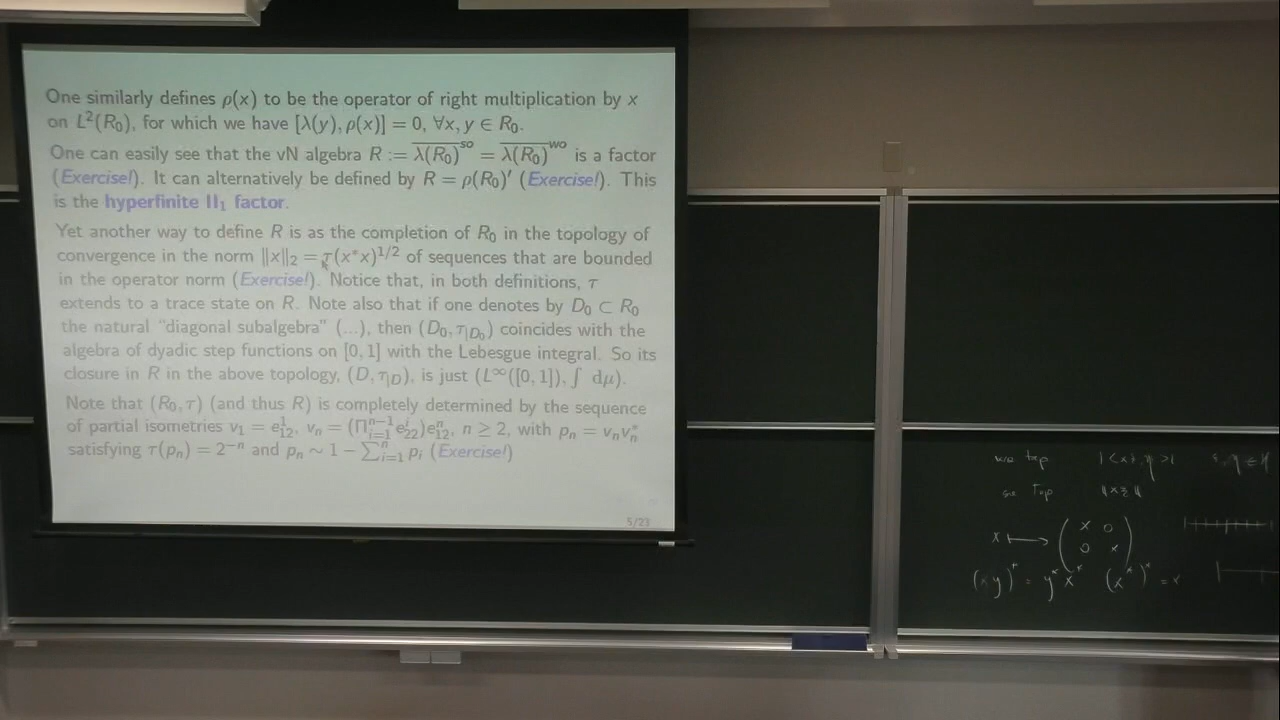 One similarly defines ρ(x) to be the operator of right multiplication by x
on L²(R₀), for which we have [λ(y), ρ(x)] = 0, ∀x, y ∈ R₀.
One can easily see that the vN algebra R := \overline{λ(R₀)}^{so} = \overline{λ(R₀)}^{wo} is a factor
(Exercise!). It can alternatively be defined by R = ρ(R₀)′ (Exercise!). This
is the hyperfinite II₁ factor.
Yet another way to define R is as the completion of R₀ in the topology of
convergence in the norm ‖x‖₂ = τ(x*x)^{1/2} of sequences that are bounded
in the operator norm (Exercise!). Notice that, in both definitions, τ
extends to a trace state on R. Note also that if one denotes by D₀ ⊂ R₀
the natural "diagonal subalgebra" (...), then (D₀, τ_{|D₀}) coincides with the
algebra of dyadic step functions on [0, 1] with the Lebesgue integral. So its
closure in R in the above topology, (D, τ_{|D}), is just (L^∞([0, 1]), ∫ dμ).
Note that (R₀, τ) (and thus R) is completely determined by the sequence
of partial isometries v₁ = e^1_{12}, v_n = (Π_{i=1}^{n−1} e^i_{22})e^n_{12}, n ≥ 2, with p_n = v_n v_n^*
satisfying τ(p_n) = 2^{−n} and p_n ∼ 1 − ∑_{i=1}^n p_i (Exercise!)
5/23
wo top |<xξ, η>| ξ, η ∈ H
so Top ‖xξ‖
x ↦ ( x 0
0 x )
(xy)* = y*x* (x*)* = x